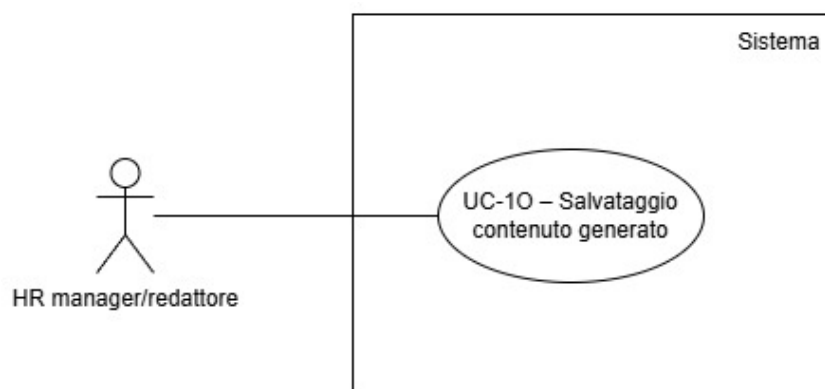 Sistema
UC-1O – Salvataggio
contenuto generato
HR manager/redattore